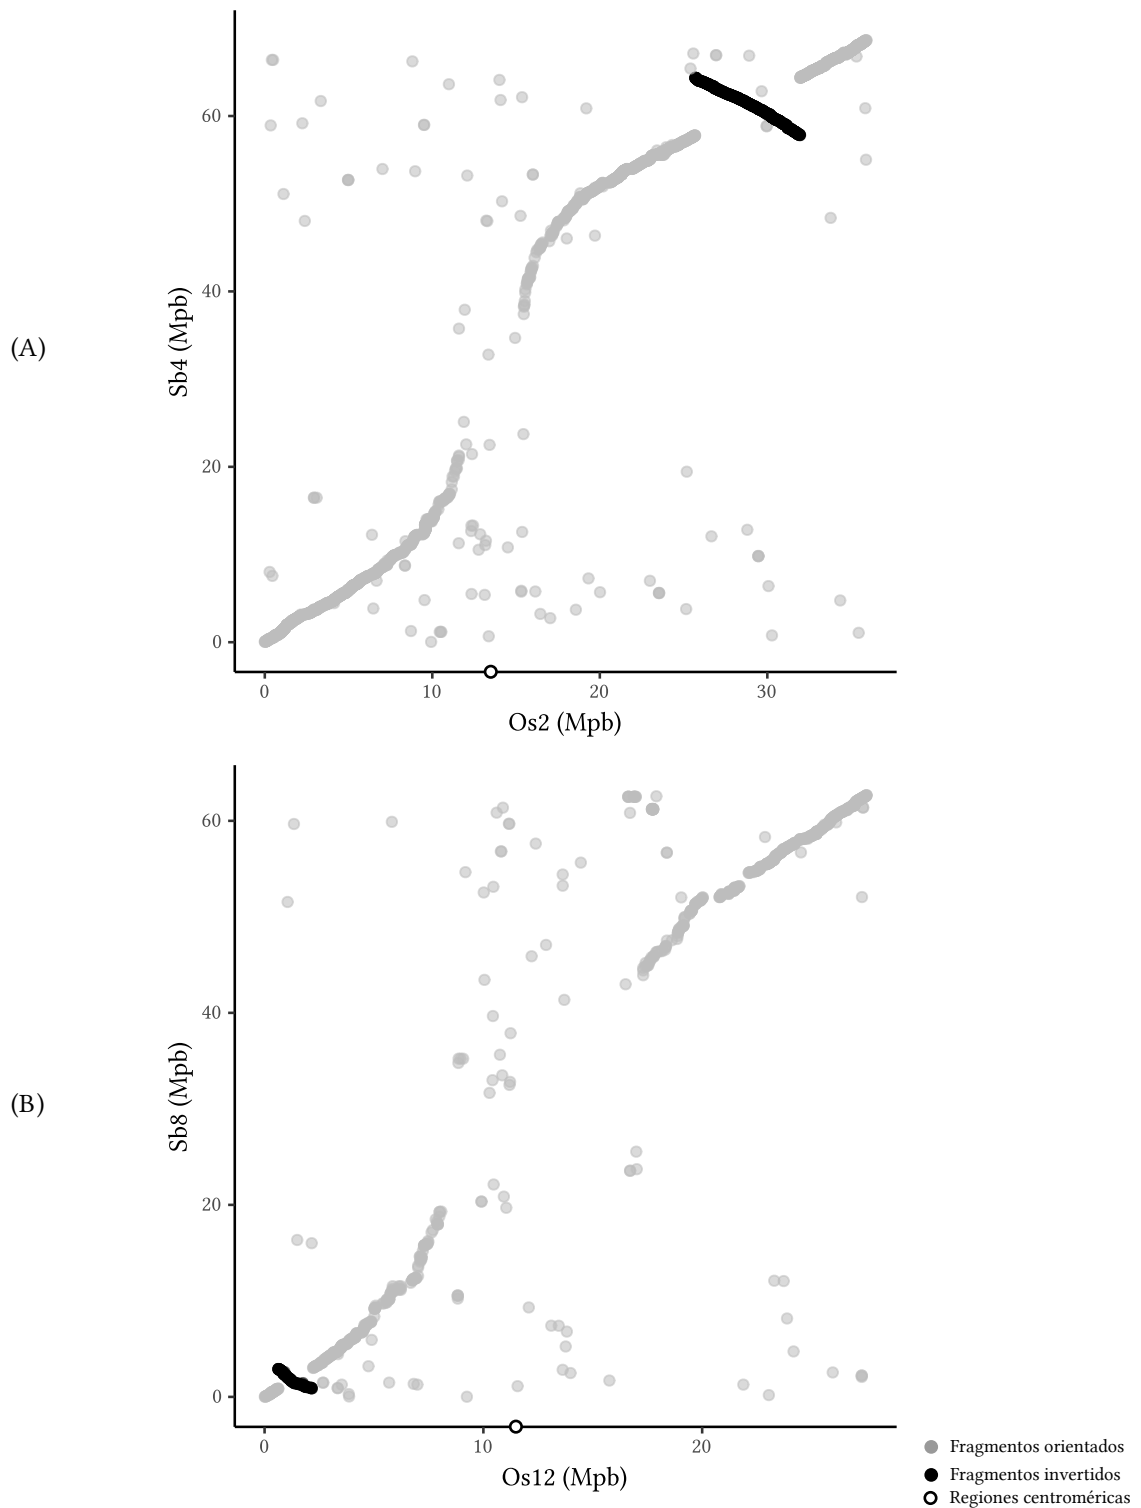 (A)
Sb4 (Mpb)
60
40
20
0
0 10 20 30
Os2 (Mpb)
(B)
Sb8 (Mpb)
60
40
20
0
0 10 20
Os12 (Mpb)
Fragmentos orientados
Fragmentos invertidos
Regiones centroméricas